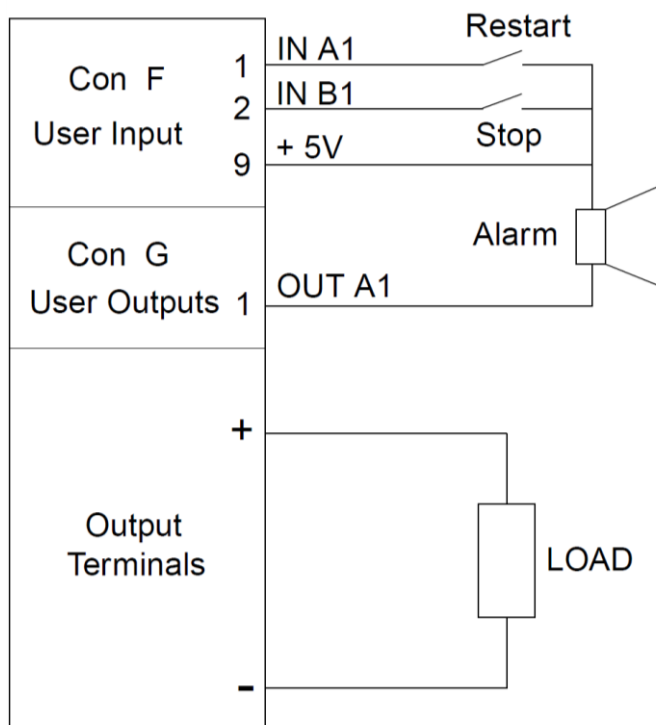 Restart
1 IN A1
Con F
2 IN B1
User Input
Stop
9 + 5V
Alarm
Con G
User Outputs 1 OUT A1
+
Output
Terminals
LOAD
-